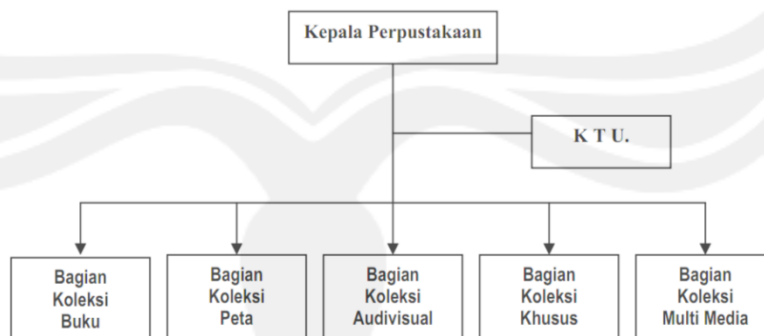 Kepala Perpustakaan
K T U.
Bagian
Koleksi
Buku
Bagian
Koleksi
Peta
Bagian
Koleksi
Audivisual
Bagian
Koleksi
Khusus
Bagian
Koleksi
Multi Media